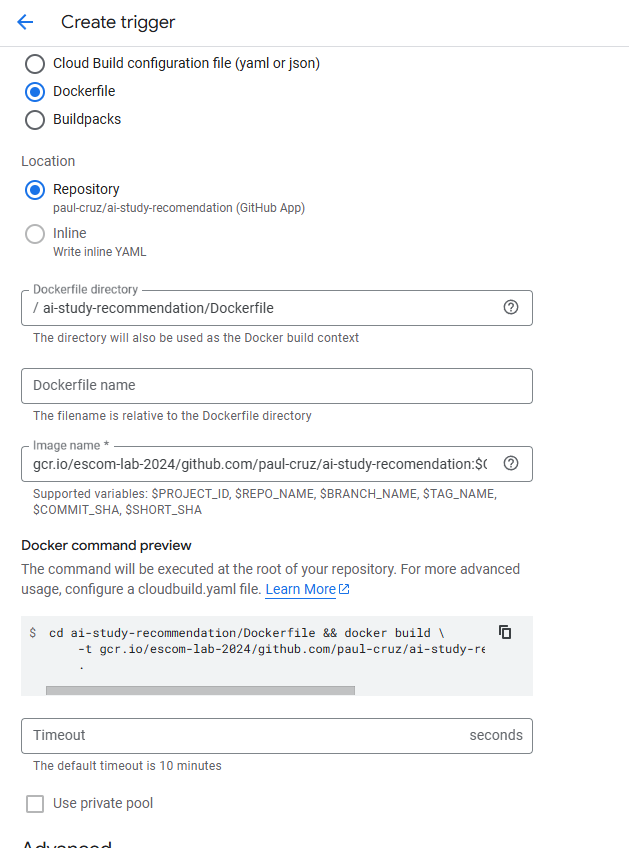 Create trigger
Cloud Build configuration file (yaml or json)
Dockerfile
Buildpacks
Location
Repository
paul-cruz/ai-study-recomendation (GitHub App)
Inline
Write inline YAML
Dockerfile directory
/ ai-study-recommendation/Dockerfile
The directory will also be used as the Docker build context
Dockerfile name
The filename is relative to the Dockerfile directory
Image name *
gcr.io/escom-lab-2024/github.com/paul-cruz/ai-study-recomendation:$
Supported variables: $PROJECT_ID, $REPO_NAME, $BRANCH_NAME, $TAG_NAME,
$COMMIT_SHA, $SHORT_SHA
Docker command preview
The command will be executed at the root of your repository. For more advanced
usage, configure a cloudbuild.yaml file. Learn More
$ cd ai-study-recommendation/Dockerfile && docker build \
-t gcr.io/escom-lab-2024/github.com/paul-cruz/ai-study-re
.
Timeout seconds
The default timeout is 10 minutes
Use private pool
Advanced